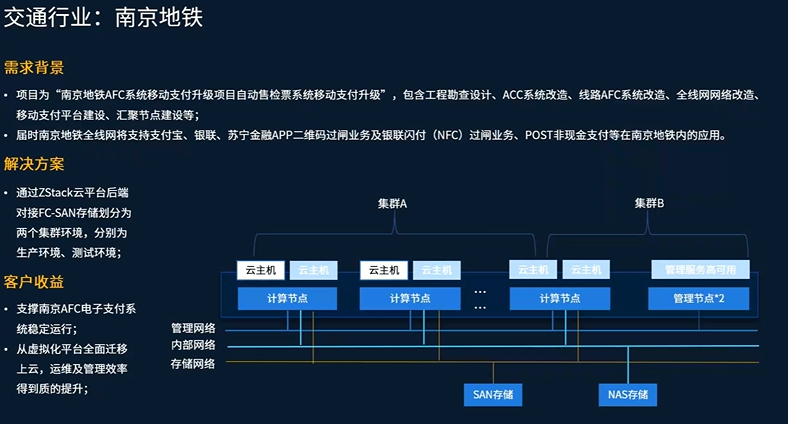 交通行业：南京地铁
需求背景
• 项目为“南京地铁AFC系统移动支付升级项目自动售检票系统移动支付升级”，包含工程勘查设计、ACC系统改造、线路AFC系统改造、全线网网络改造、
移动支付平台建设、汇聚节点建设等；
• 届时南京地铁全线网将支持支付宝、银联、苏宁金融APP二维码过闸业务及银联闪付（NFC）过闸业务、POST非现金支付等在南京地铁内的应用。
解决方案
• 通过ZStack云平台后端
对接FC-SAN存储划分为
两个集群环境，分别为
生产环境、测试环境；
客户收益
• 支撑南京AFC电子支付系
统稳定运行；
• 从虚拟化平台全面迁移
上云，运维及管理效率
得到质的提升；
集群A
集群B
云主机 云主机 云主机 云主机 云主机 云主机 管理服务高可用
计算节点 计算节点 … … 计算节点 管理节点*2
管理网络
内部网络
存储网络
SAN存储 NAS存储